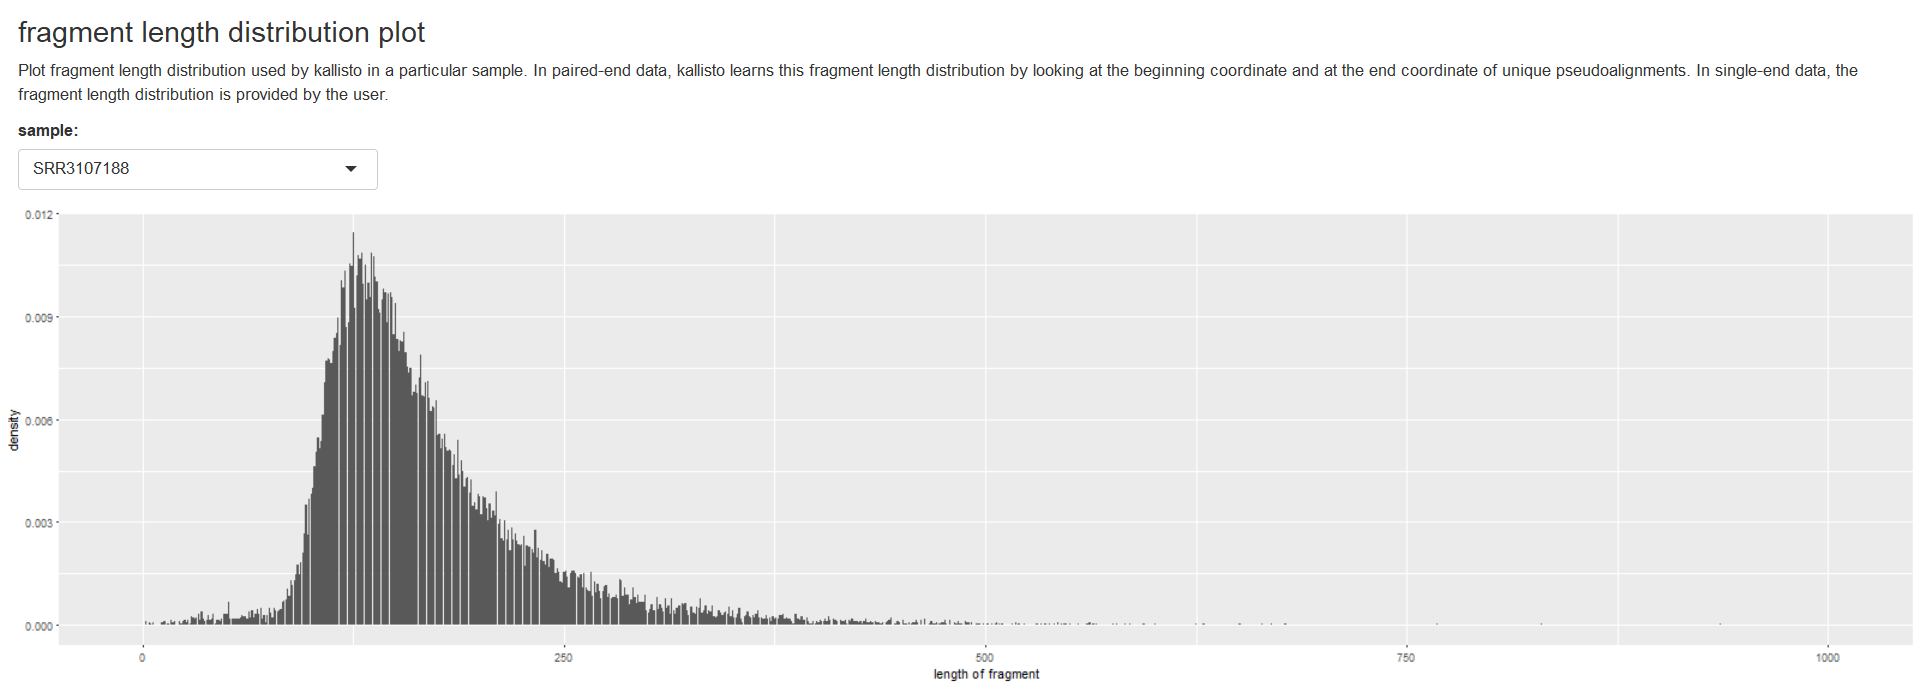 fragment length distribution plot
Plot fragment length distribution used by kallisto in a particular sample. In paired-end data, kallisto learns this fragment length distribution by looking at the beginning coordinate and at the end coordinate of unique pseudoalignments. In single-end data, the
fragment length distribution is provided by the user.
sample:
SRR3107188
0.012
0.009
0.006
0.003
0.000
density
0 250 500 750 1000
length of fragment